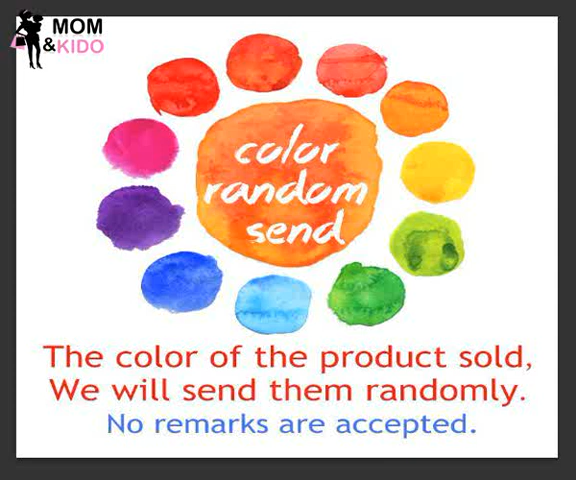 MOM
&KIDO
color
random
send
The color of the product sold,
We will send them randomly.
No remarks are accepted.